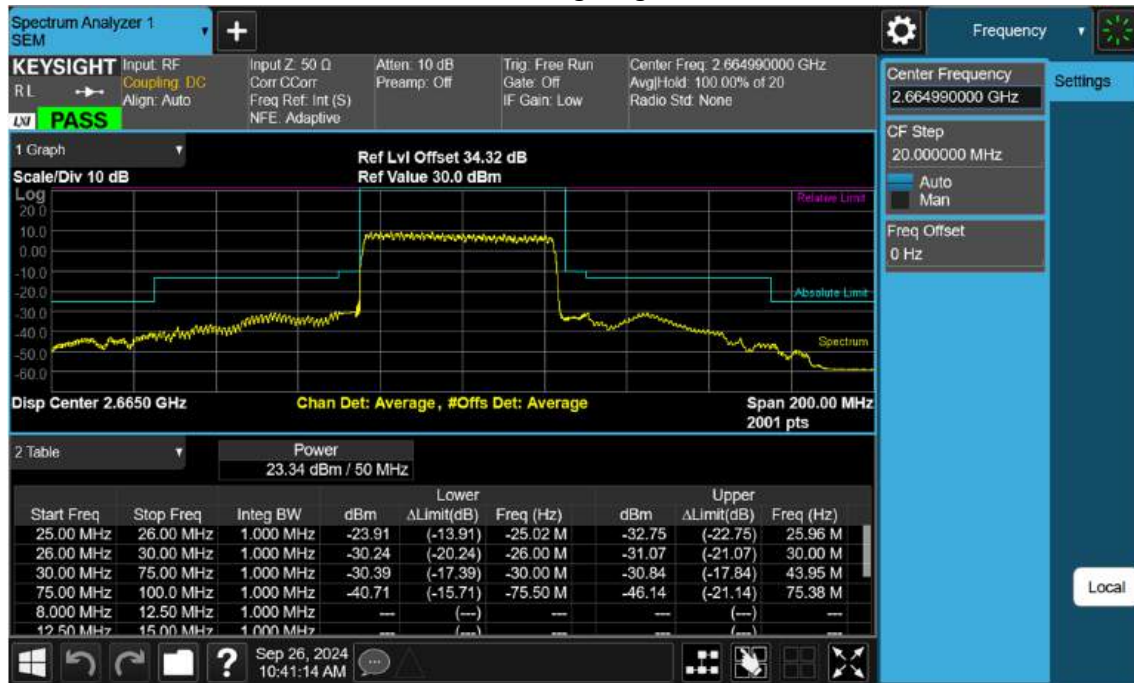 Spectrum Analyzer 1
SEM
+
Frequency
KEYSIGHT
RL
LXI PASS
Input: RF
Coupling: DC
Align: Auto
Input Z: 50 Ω
Corr CCorr
Freq Ref: Int (S)
NFE: Adaptive
Atten: 10 dB
Preamp: Off
Trig: Free Run
Gate: Off
IF Gain: Low
Center Freq: 2.664990000 GHz
Avg|Hold: 100.00% of 20
Radio Std: None
Center Frequency
2.664990000 GHz
Settings
CF Step
20.000000 MHz
Auto
Man
Freq Offset
0 Hz
1 Graph
Scale/Div 10 dB
Ref Lvl Offset 34.32 dB
Ref Value 30.0 dBm
Log
20.0
10.0
0.00
-10.0
-20.0
-30.0
-40.0
-50.0
-60.0
Relative Limit
Absolute Limit
Spectrum
Disp Center 2.6650 GHz
Chan Det: Average, #Offs Det: Average
Span 200.00 MHz
2001 pts
2 Table
Power
23.34 dBm / 50 MHz
Lower Upper
Start Freq Stop Freq Integ BW dBm ΔLimit(dB) Freq (Hz) dBm ΔLimit(dB) Freq (Hz)
25.00 MHz 26.00 MHz 1.000 MHz -23.91 (-13.91) -25.02 M -32.75 (-22.75) 25.96 M
26.00 MHz 30.00 MHz 1.000 MHz -30.24 (-20.24) -26.00 M -31.07 (-21.07) 30.00 M
30.00 MHz 75.00 MHz 1.000 MHz -30.39 (-17.39) -30.00 M -30.84 (-17.84) 43.95 M
75.00 MHz 100.0 MHz 1.000 MHz -40.71 (-15.71) -75.50 M -46.14 (-21.14) 75.38 M
8.000 MHz 12.50 MHz 1.000 MHz --- (---) --- --- (---) ---
12.50 MHz 15.00 MHz 1.000 MHz --- (---) --- --- (---) ---
Local
?
Sep 26, 2024
10:41:14 AM